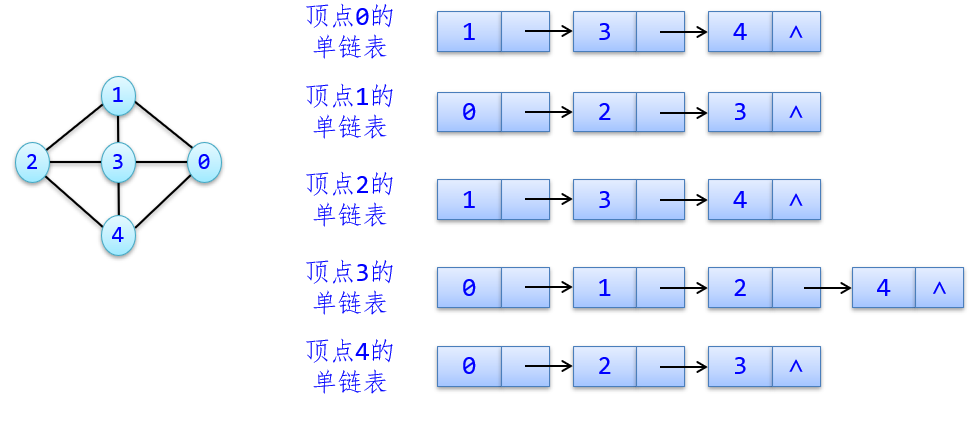 顶点0的
单链表
1 3 4 ∧
顶点1的
单链表
0 2 3 ∧
顶点2的
单链表
1 3 4 ∧
顶点3的
单链表
0 1 2 4 ∧
顶点4的
单链表
0 2 3 ∧
1
2 3 0
4